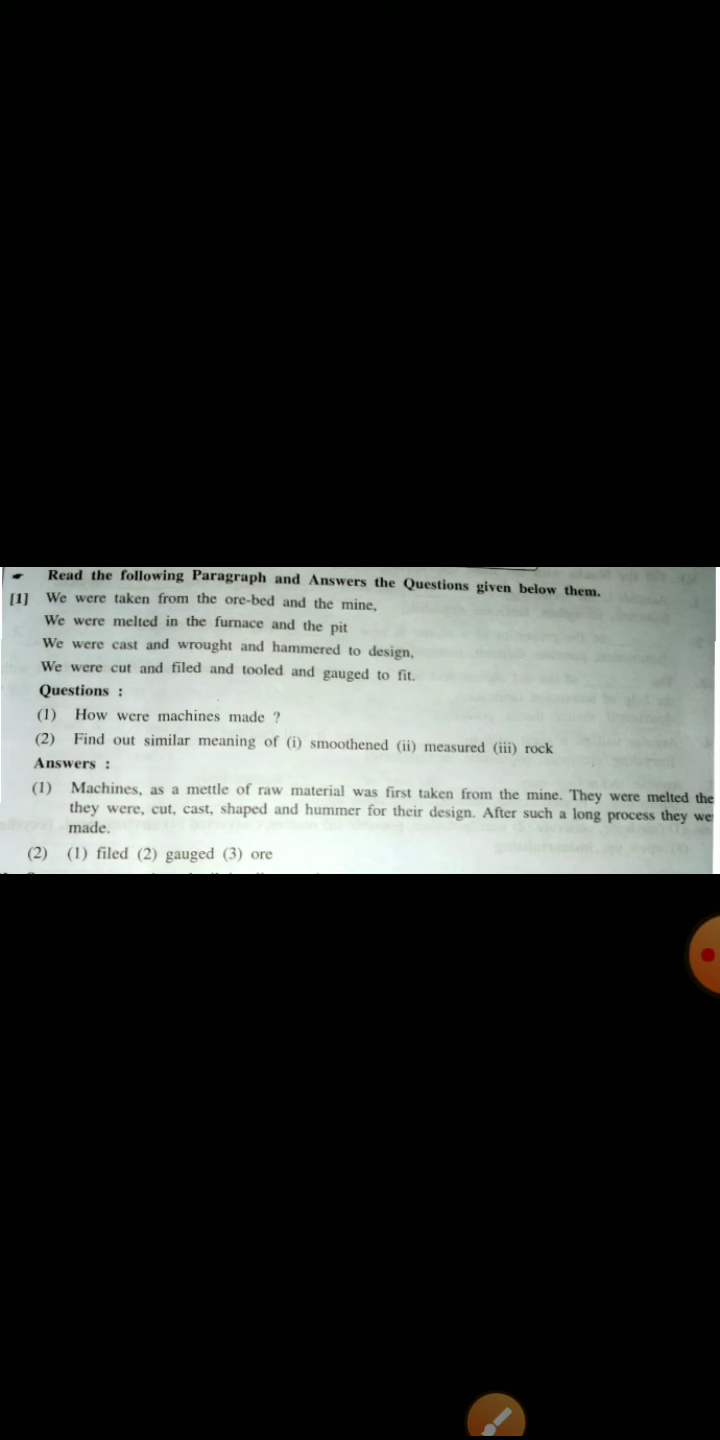 Read the following Paragraph and Answers the Questions given below them.
[1] We were taken from the ore-bed and the mine,
We were melted in the furnace and the pit
We were cast and wrought and hammered to design,
We were cut and filed and tooled and gauged to fit.
Questions :
(1) How were machines made ?
(2) Find out similar meaning of (i) smoothened (ii) measured (iii) rock
Answers :
(1) Machines, as a mettle of raw material was first taken from the mine. They were melted the
they were, cut, cast, shaped and hummer for their design. After such a long process they we
made.
(2) (1) filed (2) gauged (3) ore